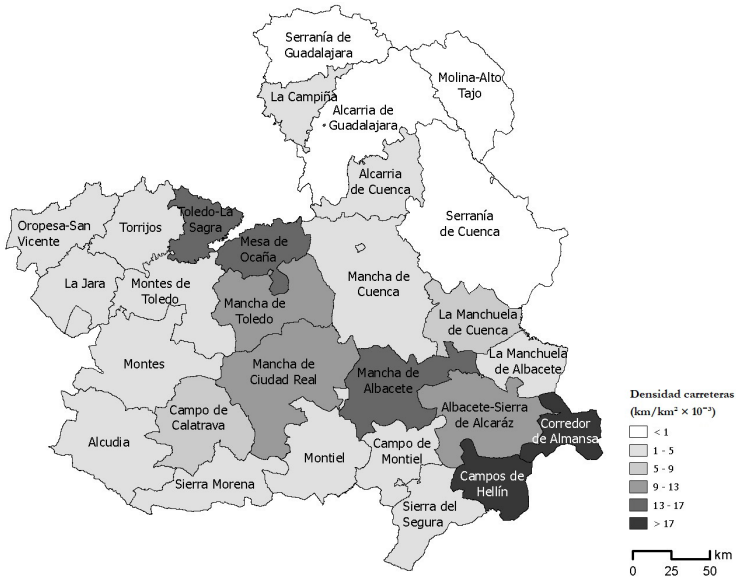 Serranía de
Guadalajara
Molina-Alto
Tajo
La Campiña
Alcarria de
Guadalajara
Alcarria
de Cuenca
Serranía
de Cuenca
Oropesa-San
Vicente
Torrijos
Toledo-La
Sagra
Mesa de
Ocaña
La Jara
Montes de
Toledo
Mancha de
Toledo
Mancha de
Cuenca
La Manchuela
de Cuenca
La Manchuela
de Albacete
Montes
Mancha de
Ciudad Real
Mancha de
Albacete
Albacete-Sierra
de Alcaráz
Corredor
de Almansa
Alcudia
Campo de
Calatrava
Montiel
Campo de
Montiel
Campos de
Hellín
Sierra Morena
Sierra del
Segura
Densidad carreteras
(km/km² × 10⁻³)
< 1
1 - 5
5 - 9
9 - 13
13 - 17
> 17
km
0 25 50